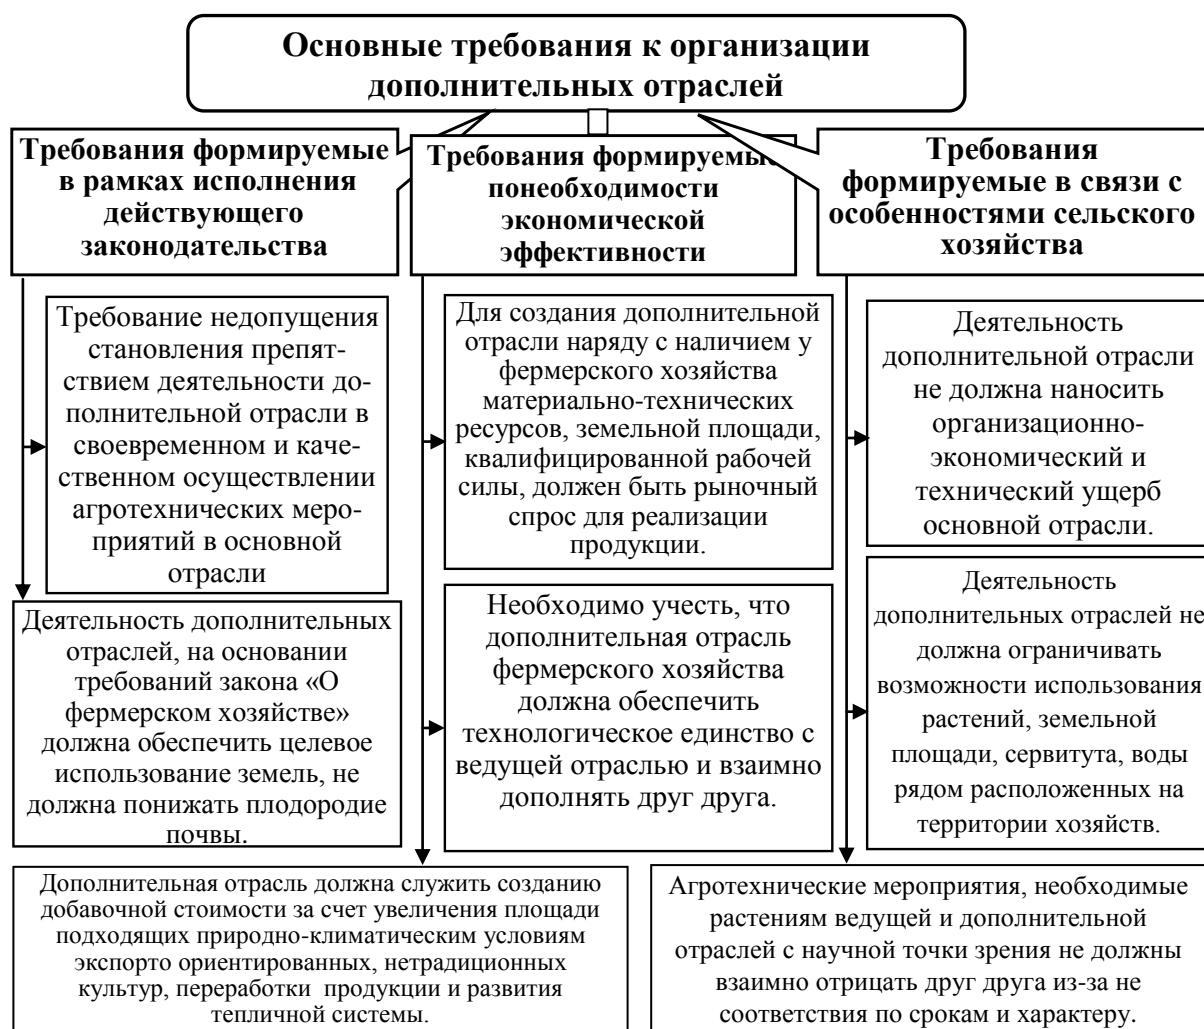 Основные требования к организации
дополнительных отраслей
Требования формируемые
в рамках исполнения
действующего
законодательства
Требования формируемые
понеобходимости
экономической
эффективности
Требования
формируемые в связи с
особенностями сельского
хозяйства
Требование недопущения
становления препят-
ствием деятельности до-
полнительной отрасли в
своевременном и каче-
ственном осуществлении
агротехнических меро-
приятий в основной
отрасли
Для создания дополнительной
отрасли наряду с наличием у
фермерского хозяйства
материально-технических
ресурсов, земельной площади,
квалифицированной рабочей
силы, должен быть рыночный
спрос для реализации
продукции.
Деятельность
дополнительной отрасли
не должна наносить
организационно-
экономический и
технический ущерб
основной отрасли.
Деятельность дополнительных
отраслей, на основании
требований закона «О
фермерском хозяйстве»
должна обеспечить целевое
использование земель, не
должна понижать плодородие
почвы.
Необходимо учесть, что
дополнительная отрасль
фермерского хозяйства
должна обеспечить
технологическое единство с
ведущей отраслью и взаимно
дополнять друг друга.
Деятельность
дополнительных отраслей не
должна ограничивать
возможности использования
растений, земельной
площади, сервитута, воды
рядом расположенных на
территории хозяйств.
Дополнительная отрасль должна служить созданию
добавочной стоимости за счет увеличения площади
подходящих природно-климатическим условиям
экспорто ориентированных, нетрадиционных
культур, переработки продукции и развития
тепличной системы.
Агротехнические мероприятия, необходимые
растениям ведущей и дополнительной
отраслей с научной точки зрения не должны
взаимно отрицать друг друга из-за не
соответствия по срокам и характеру.